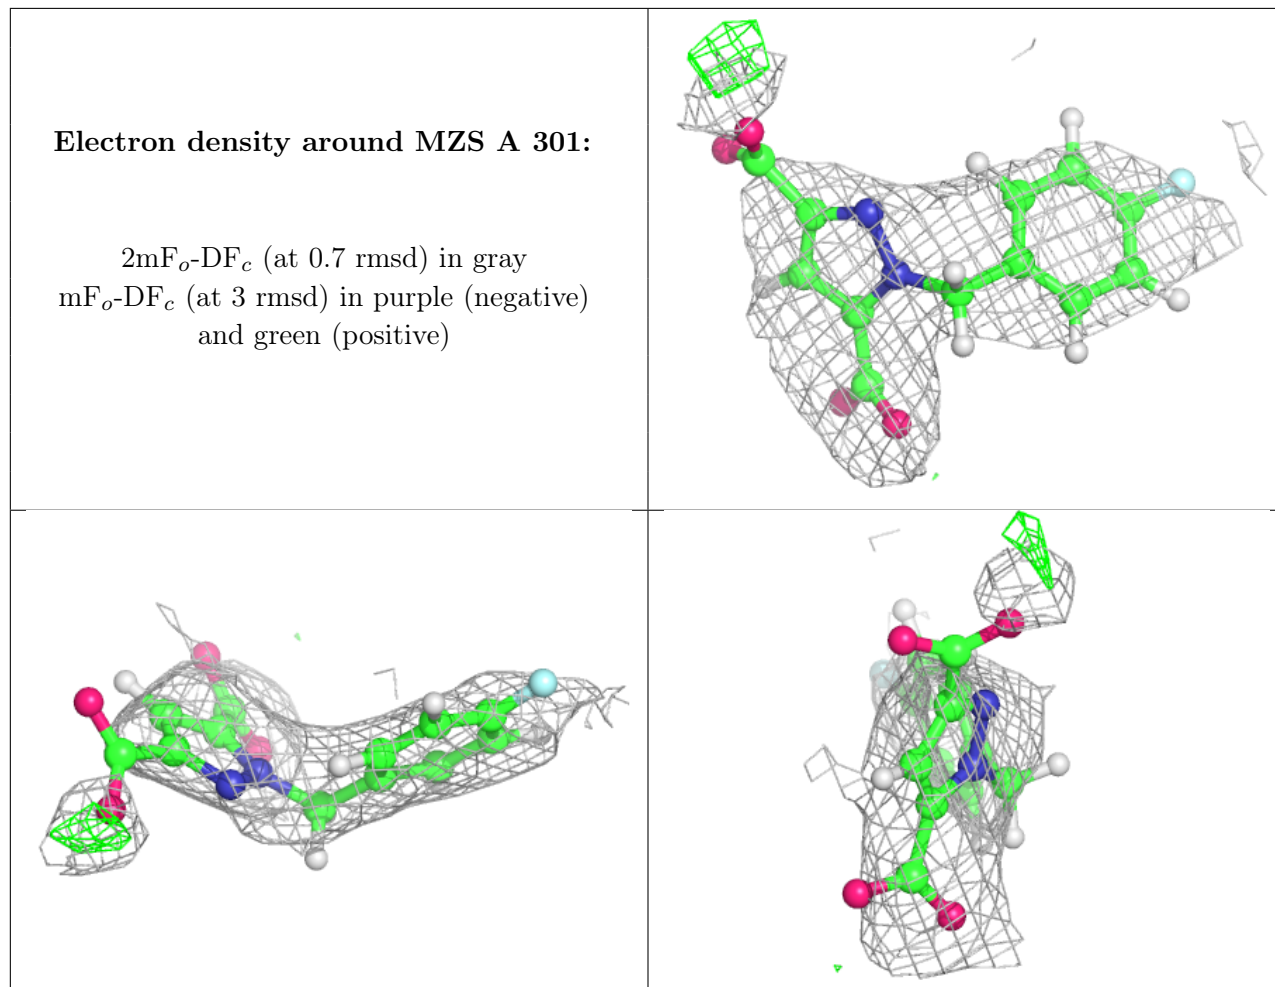 Electron density around MZS A 301:
2mFo-DFc (at 0.7 rmsd) in gray
mFo-DFc (at 3 rmsd) in purple (negative)
and green (positive)